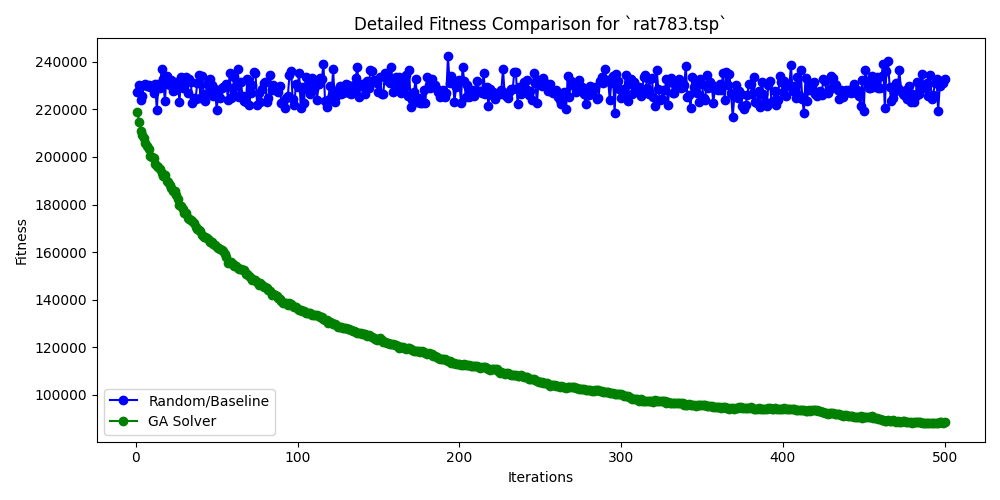 Detailed Fitness Comparison for `rat783.tsp`
Fitness
240000
220000
200000
180000
160000
140000
120000
100000
Random/Baseline
GA Solver
0 100 200 300 400 500
Iterations